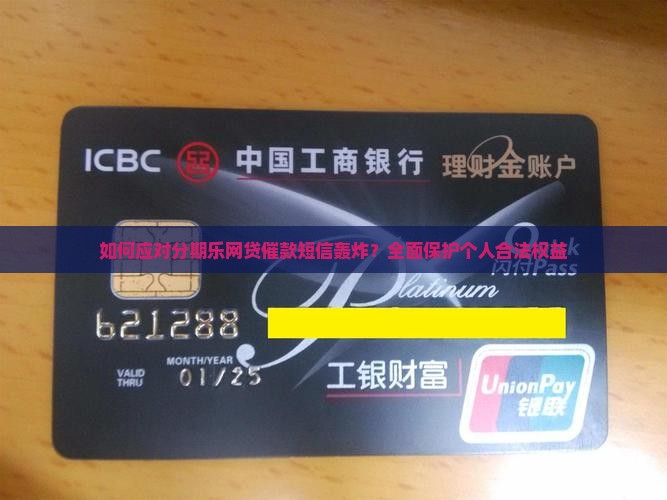 ICBC 中国工商银行 理财金账户
如何应对分期乐网贷催款短信轰炸？全面保护个人合法权益
闪付Pass
Platinum
621288
MONTH/YEAR
VALID
THRU 01/25
工银财富
UnionPay
银联